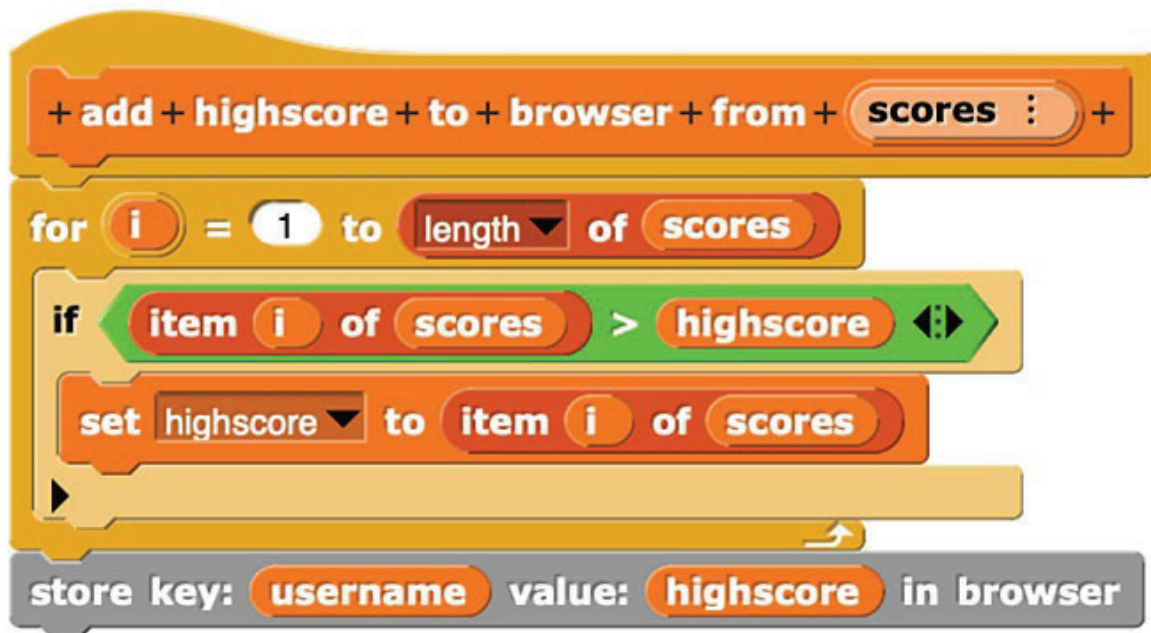 + add + highscore + to + browser + from + scores ⋮ +
for i = 1 to length of scores
if item i of scores > highscore
set highscore to item i of scores
store key: username value: highscore in browser